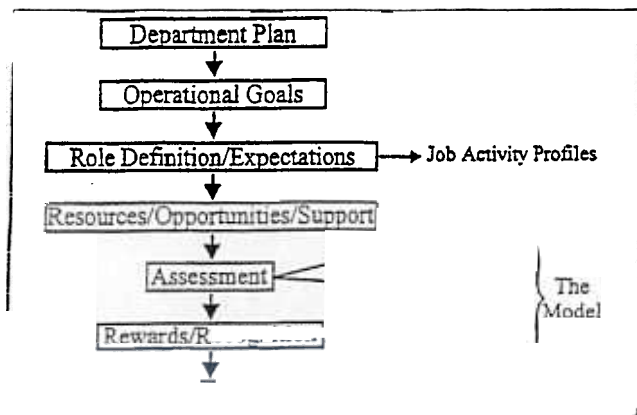 Department Plan
Operational Goals
Role Definition/Expectations
Job Activity Profiles
Resources/Opportunities/Support
Assessment
The
Model
Rewards/